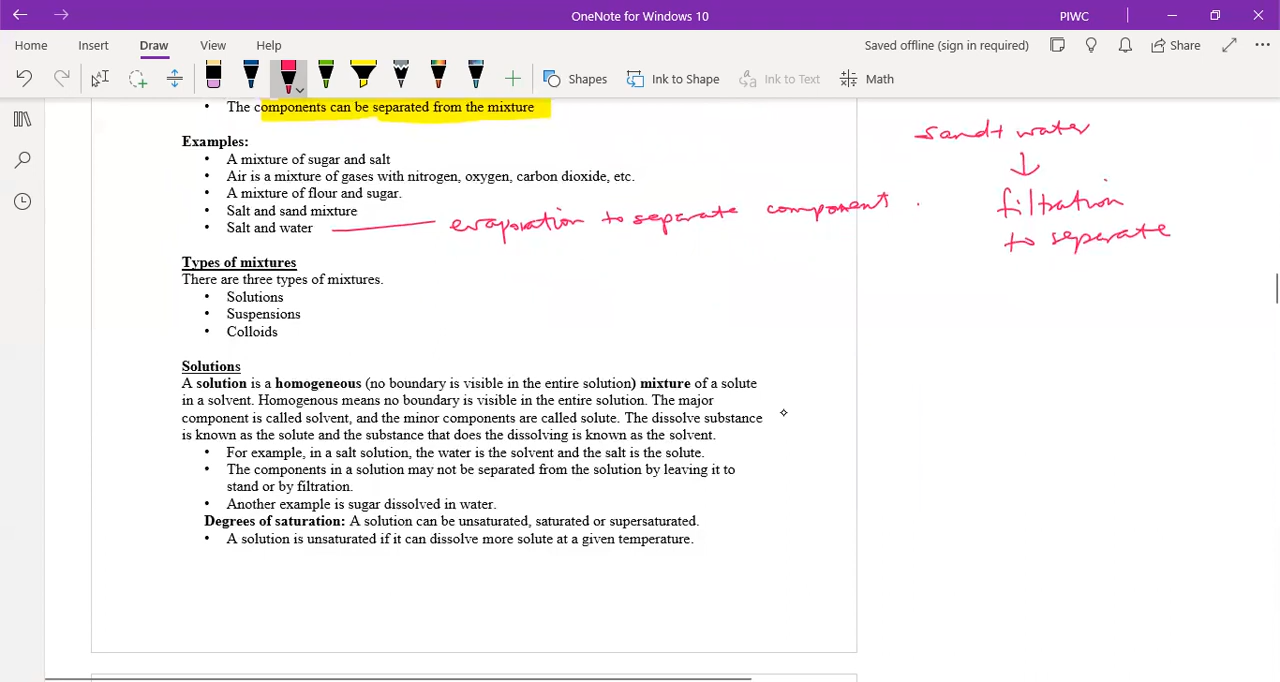 OneNote for Windows 10
PIWC
Home
Insert
Draw
View
Help
Saved offline (sign in required)
Share
Shapes
Ink to Shape
Ink to Text
Math
• The components can be separated from the mixture
Examples:
• A mixture of sugar and salt
• Air is a mixture of gases with nitrogen, oxygen, carbon dioxide, etc.
• A mixture of flour and sugar.
• Salt and sand mixture
• Salt and water
evaporation to separate component.
sand + water
↓
filtration
to seperate
Types of mixtures
There are three types of mixtures.
• Solutions
• Suspensions
• Colloids
Solutions
A solution is a homogeneous (no boundary is visible in the entire solution) mixture of a solute
in a solvent. Homogenous means no boundary is visible in the entire solution. The major
component is called solvent, and the minor components are called solute. The dissolve substance
is known as the solute and the substance that does the dissolving is known as the solvent.
• For example, in a salt solution, the water is the solvent and the salt is the solute.
• The components in a solution may not be separated from the solution by leaving it to
stand or by filtration.
• Another example is sugar dissolved in water.
Degrees of saturation: A solution can be unsaturated, saturated or supersaturated.
• A solution is unsaturated if it can dissolve more solute at a given temperature.